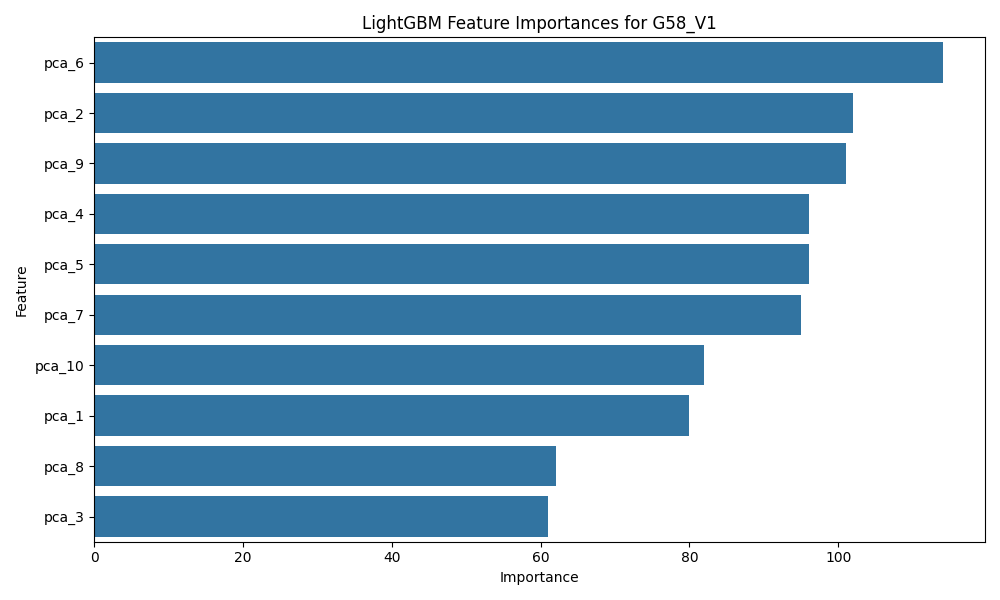 LightGBM Feature Importances for G58_V1
pca_6
pca_2
pca_9
pca_4
pca_5
pca_7
pca_10
pca_1
pca_8
pca_3
Feature
0 20 40 60 80 100
Importance